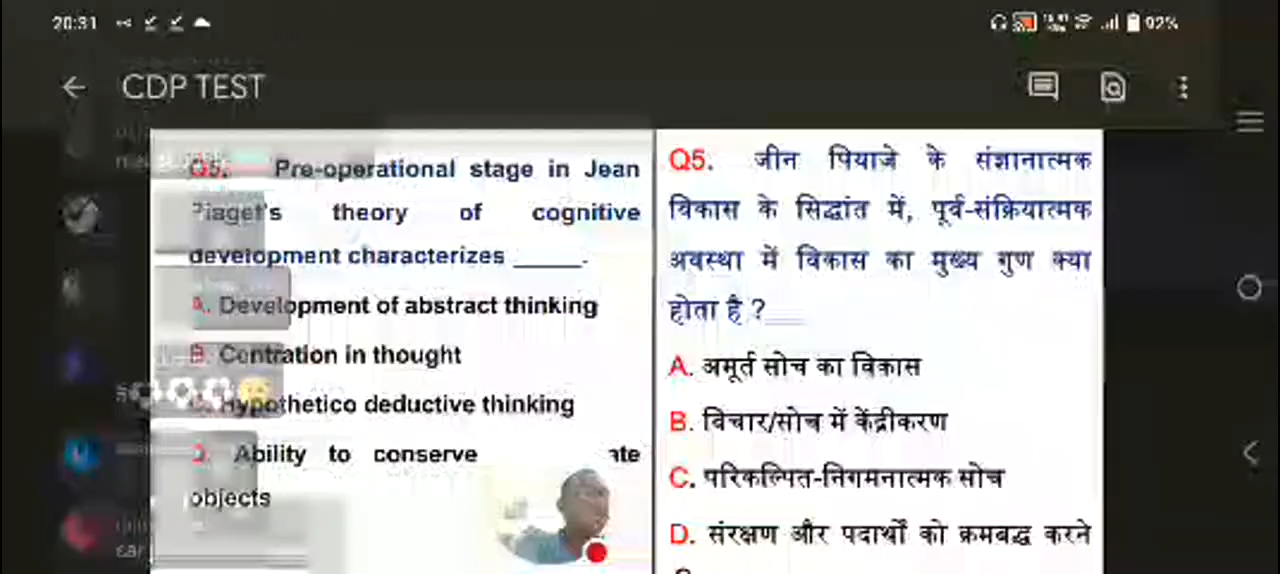 20:31
92%
CDP TEST
Q5. Pre-operational stage in Jean
Piaget's theory of cognitive
development characterizes _____.
A. Development of abstract thinking
B. Centration in thought
C. Hypothetico deductive thinking
D. Ability to conserve
objects
Q5. जीन पियाजे के संज्ञानात्मक
विकास के सिद्धांत में, पूर्व-संक्रियात्मक
अवस्था में विकास का मुख्य गुण क्या
होता है ?___
A. अमूर्त सोच का विकास
B. विचार/सोच में केंद्रीकरण
C. परिकल्पित-निगमनात्मक सोच
D. संरक्षण और पदार्थों को क्रमबद्ध करने